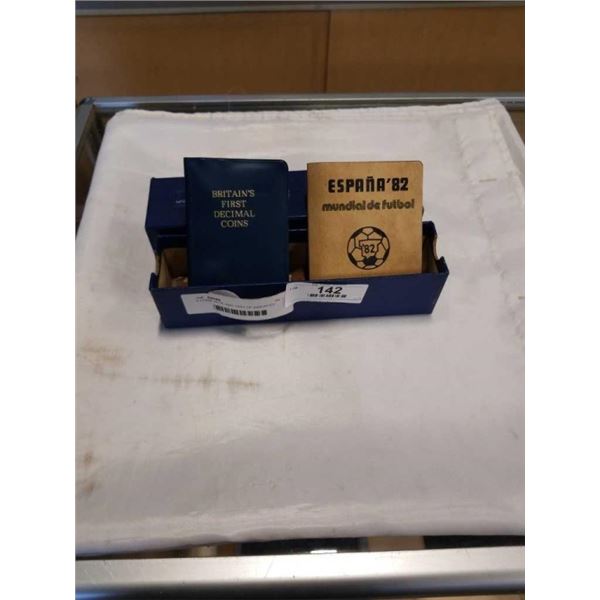 BRITAIN'S
FIRST
DECIMAL
COINS
ESPAÑA'82
mundial de futbol
'82
142